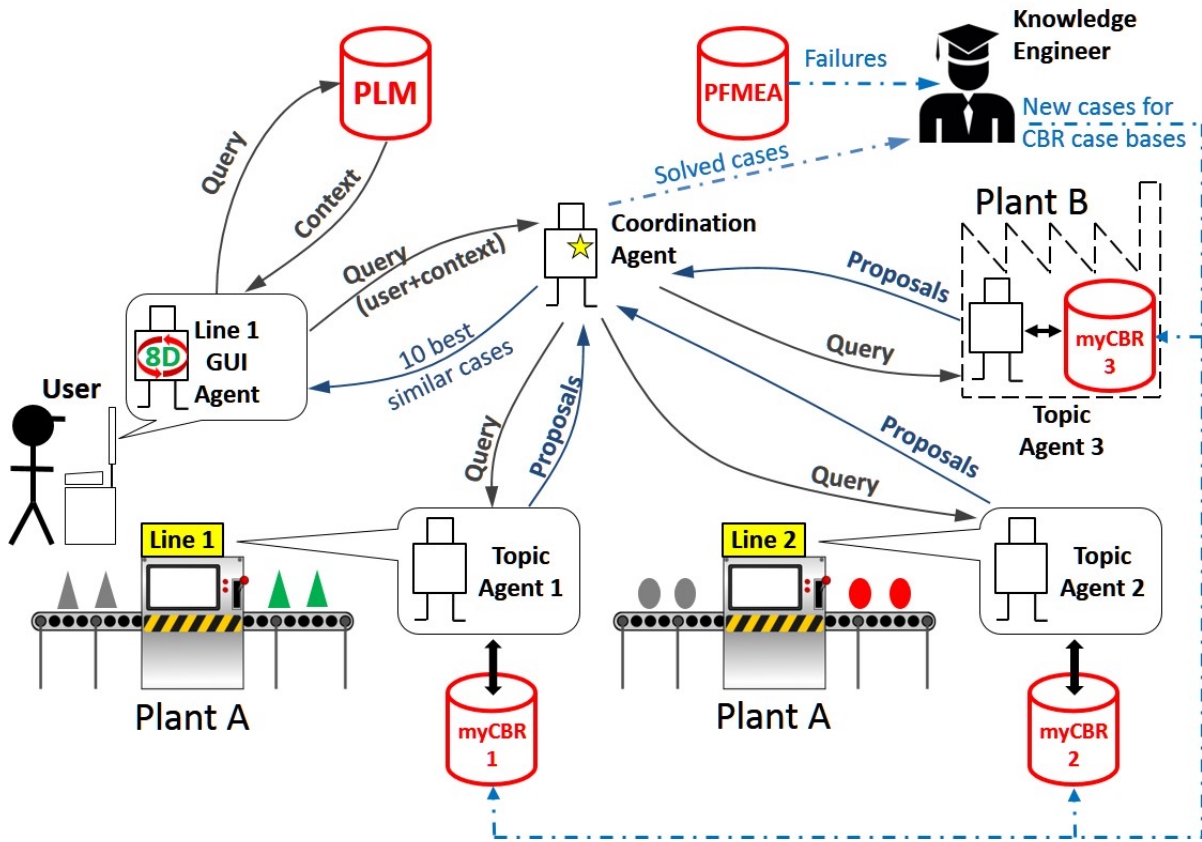 Knowledge
Engineer
PLM
PFMEA
Failures
New cases for
CBR case bases
Query
Context
Solved cases
Plant B
Coordination
Agent
Query
(user+context)
Proposals
Line 1
GUI
Agent
8D
10 best
similar cases
Query
myCBR
3
User
Topic
Agent 3
Query
Proposals
Proposals
Query
Line 1
Topic
Agent 1
Line 2
Topic
Agent 2
Plant A
myCBR
1
Plant A
myCBR
2